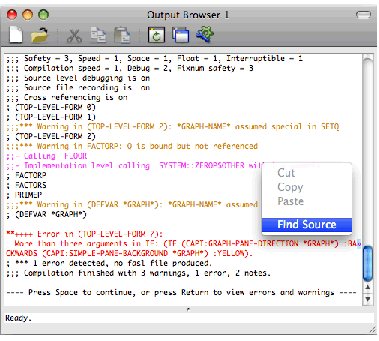 Output Browser 1
;;; Safety = 3, Speed = 1, Space = 1, Float = 1, Interruptible = 1
;;; Compilation speed = 1, Debug = 2, Fixnum safety = 3
;;; Source level debugging is on
;;; Source file recording is on
;;; Cross referencing is on
; (TOP-LEVEL-FORM 0)
; (TOP-LEVEL-FORM 1)
;;;*** Warning in (TOP-LEVEL-FORM 2): *GRAPH-NAME* assumed special in SETQ
; (TOP-LEVEL-FORM 2)
;;;*** Warning in FACTORP: Q is bound but not referenced
;;- Calling FLOOR
;;- Implementation level calling SYSTEM::ZEROP$OTHER
; FACTORP
; FACTORS
; PRIMEP
;;;*** Warning in (DEFVAR *GRAPH*): *GRAPH-NAME* assumed
; (DEFVAR *GRAPH*)
Cut
Copy
Paste
Find Source
**++++ Error in (TOP-LEVEL-FORM 7):
More than three arguments in IF: (IF (CAPI:GRAPH-PANE-DIRECTION *GRAPH*) :BA
CKWARDS (CAPI:SIMPLE-PANE-BACKGROUND *GRAPH*) :YELLOW).
; *** 1 error detected, no fasl file produced.
;;; Compilation finished with 3 warnings, 1 error, 2 notes.
---- Press Space to continue, or press Return to view errors and warnings ----
Ready.